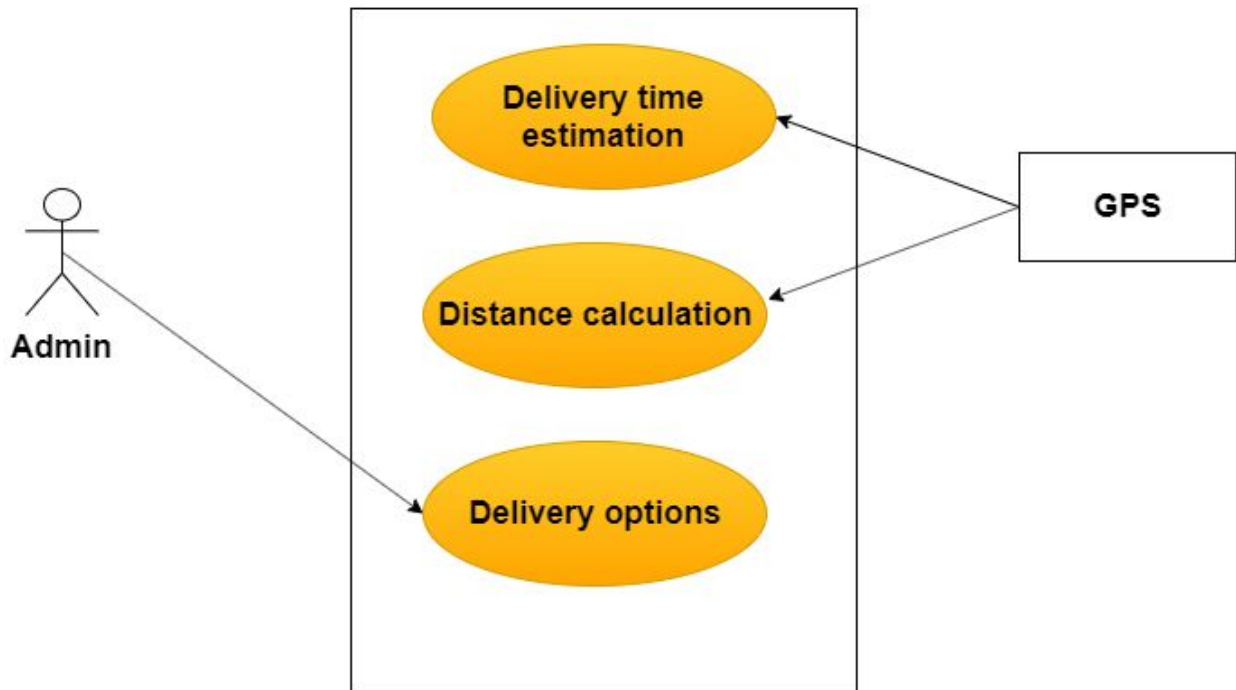 Delivery time
estimation
GPS
Distance calculation
Admin
Delivery options